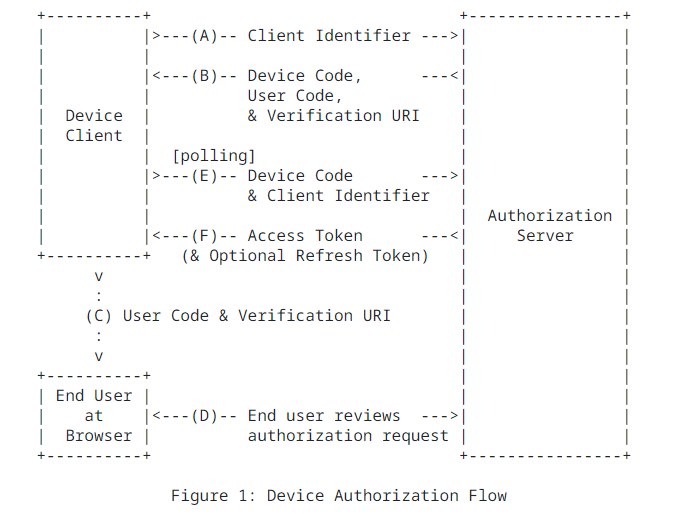 +----------+                                +----------------+
|          |>---(A)-- Client Identifier --->|                |
|          |                                |                |
|          |<---(B)-- Device Code,      ---<|                |
|          |          User Code,            |                |
|  Device  |          & Verification URI    |                |
|  Client  |                                |                |
|          |  [polling]                     |                |
|          |>---(E)-- Device Code       --->|                |
|          |          & Client Identifier   |                |
|          |                                |  Authorization |
|          |<---(F)-- Access Token      ---<|     Server     |
+----------+   (& Optional Refresh Token)   |                |
      v                                     |                |
      :                                     |                |
     (C) User Code & Verification URI       |                |
      :                                     |                |
      v                                     |                |
+----------+                                |                |
| End User |                                |                |
|    at    |<---(D)-- End user reviews  --->|                |
|  Browser |          authorization request |                |
+----------+                                +----------------+
Figure 1: Device Authorization Flow